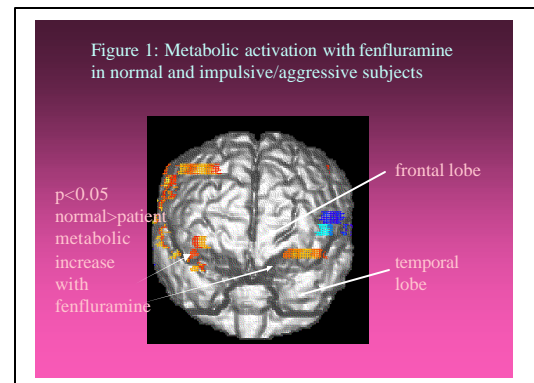 Figure 1: Metabolic activation with fenfluramine
in normal and impulsive/aggressive subjects
frontal lobe
p<0.05
normal>patient
metabolic
increase
with
fenfluramine
temporal
lobe